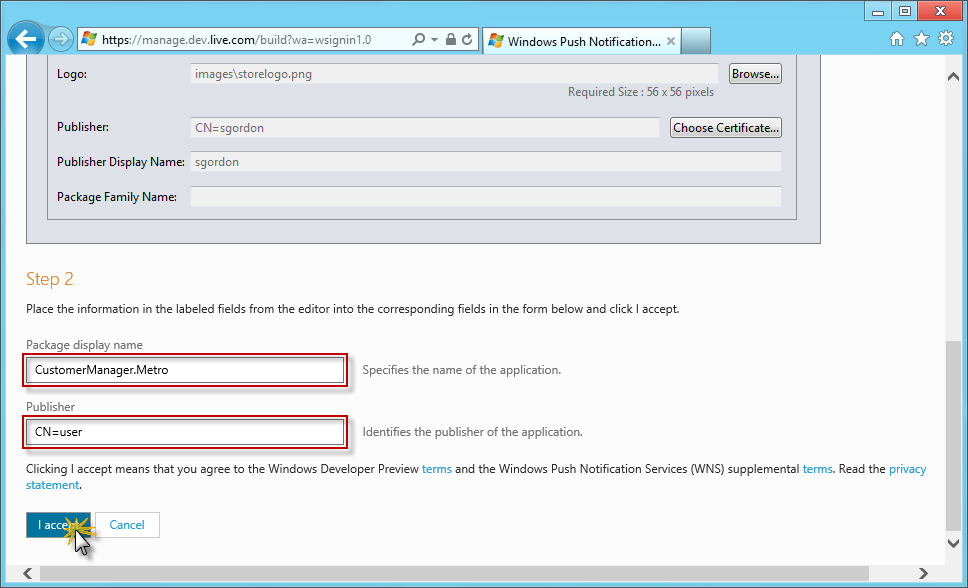 https://manage.dev.live.com/build?wa=wsignin1.0
Windows Push Notification...
Logo:
images\storelogo.png
Browse...
Required Size : 56 x 56 pixels
Publisher:
CN=sgordon
Choose Certificate...
Publisher Display Name:
sgordon
Package Family Name:
Step 2
Place the information in the labeled fields from the editor into the corresponding fields in the form below and click I accept.
Package display name
CustomerManager.Metro
Specifies the name of the application.
Publisher
CN=user
Identifies the publisher of the application.
Clicking I accept means that you agree to the Windows Developer Preview terms and the Windows Push Notification Services (WNS) supplemental terms. Read the privacy
statement.
I accept
Cancel